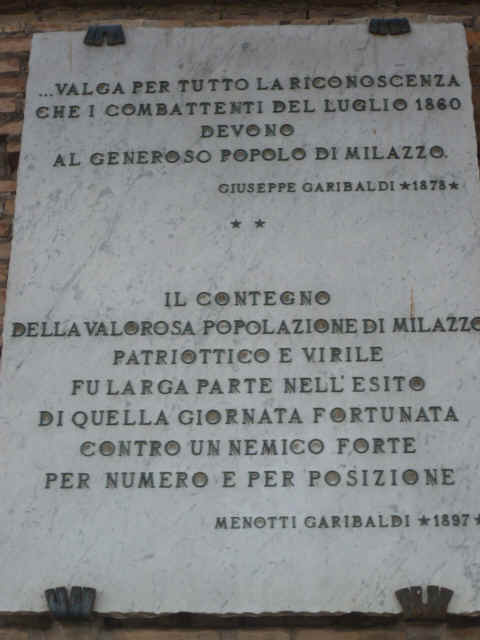 ...VALGA PER TUTTO LA RICONOSCENZA
CHE I COMBATTENTI DEL LUGLIO 1860
DEVONO
AL GENEROSO POPOLO DI MILAZZO.
GIUSEPPE GARIBALDI ★1878★
★ ★
IL CONTEGNO
DELLA VALOROSA POPOLAZIONE DI MILAZZO
PATRIOTTICO E VIRILE
FU LARGA PARTE NELL'ESITO
DI QUELLA GIORNATA FORTUNATA
CONTRO UN NEMICO FORTE
PER NUMERO E PER POSIZIONE
MENOTTI GARIBALDI ★1897★